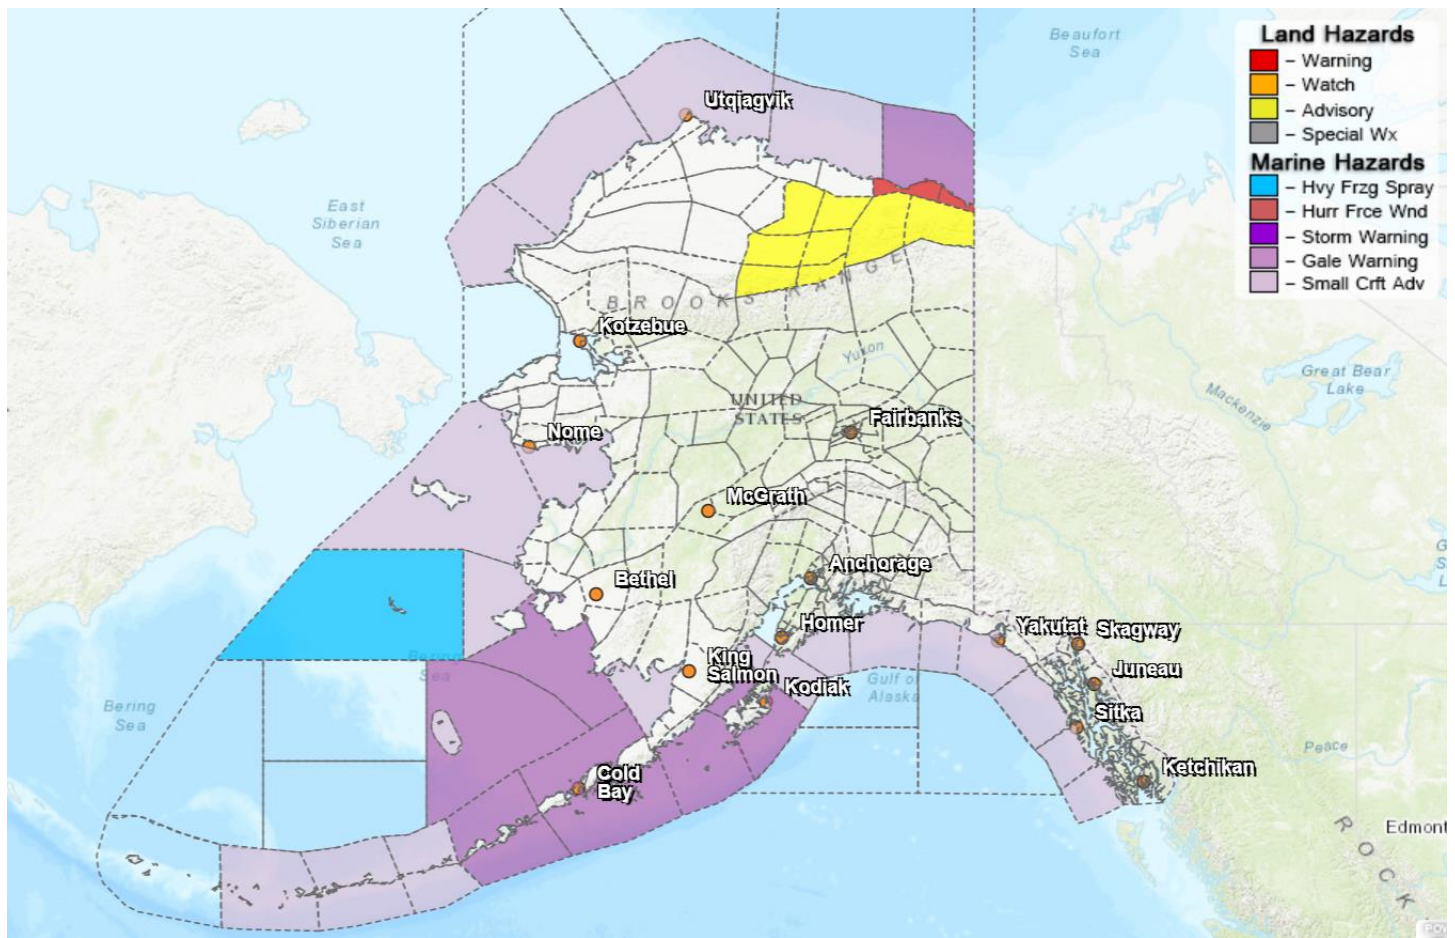 Beaufort
Sea
Land Hazards
– Warning
– Watch
– Advisory
– Special Wx
Marine Hazards
– Hvy Frzg Spray
– Hurr Frce Wnd
– Storm Warning
– Gale Warning
– Small Crft Adv
Utqiagvik
East
Siberian
Sea
BROOKS RANGE
Kotzebue
Yukon
Great Bear
Lake
Mackenzie
UNITED
STATES
Fairbanks
Nome
McGrath
Anchorage
Bethel
Homer
Yakutat
Skagway
King
Salmon
Juneau
Kodiak
Gulf of
Alaska
Bering
Sea
Bering
Sea
Sitka
Peace
Cold
Bay
Ketchikan
Edmont
ROCK